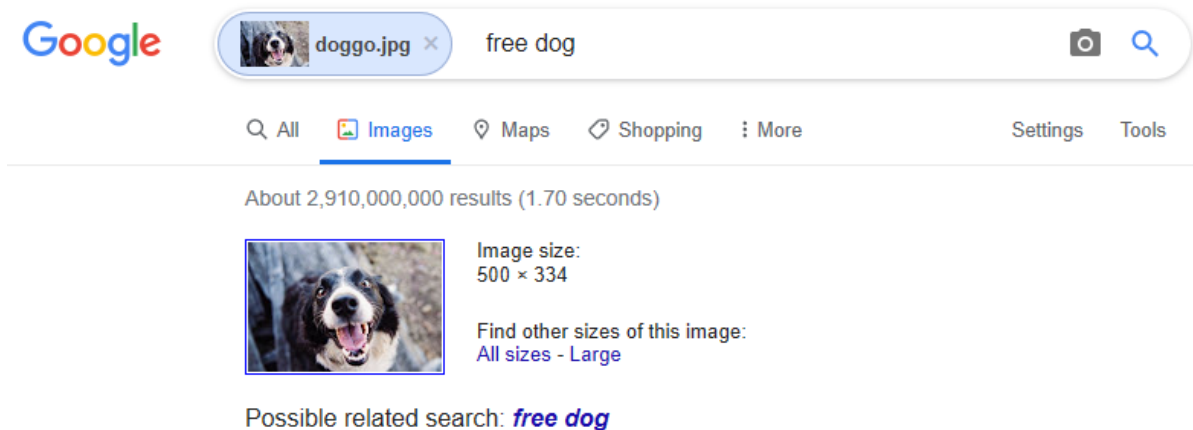 Google doggo.jpg × free dog
All Images Maps Shopping More Settings Tools
About 2,910,000,000 results (1.70 seconds)
Image size:
500 × 334
Find other sizes of this image:
All sizes - Large
Possible related search: free dog